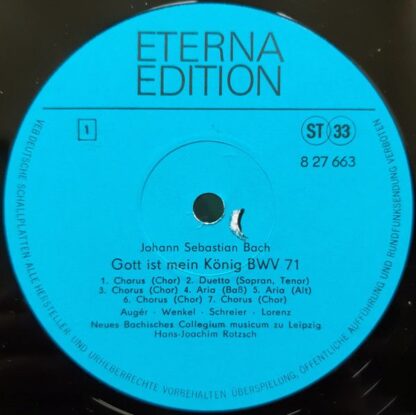 ETERNA
EDITION
1
ST 33
8 27 663
Johann Sebastian Bach
Gott ist mein König BWV 71
1. Chorus (Chor) 2. Duetto (Sopran, Tenor)
3. Chorus (Chor) 4. Aria (Baß) 5. Aria (Alt)
6. Chorus (Chor) 7. Chorus (Chor)
Augér · Wenkel · Schreier · Lorenz
Neues Bachisches Collegium musicum zu Leipzig
Hans-Joachim Rotzsch
VEB DEUTSCHE SCHALLPLATTEN ALLE HERSTELLER- UND URHEBERRECHTE VORBEHALTEN · ÜBERSPIELUNG, ÖFFENTLICHE AUFFÜHRUNG UND RUNDFUNKSENDUNG VERBOTEN